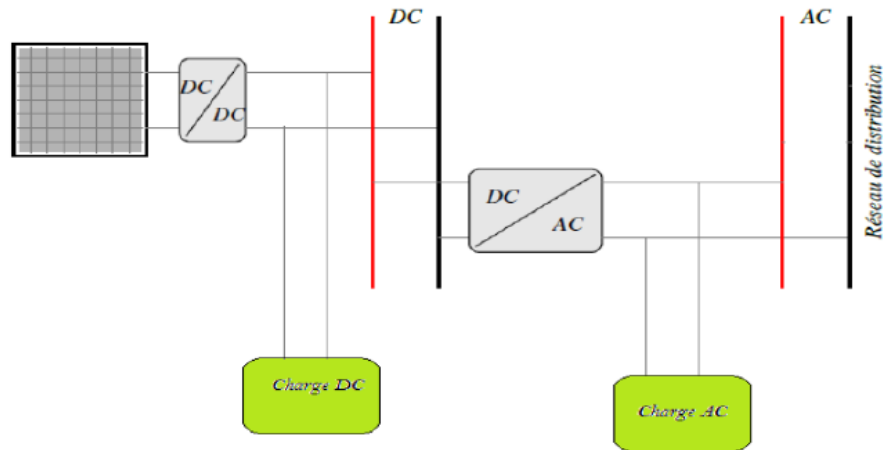 DC
AC
DC
DC
DC
AC
Réseau de distribution
Charge DC
Charge AC